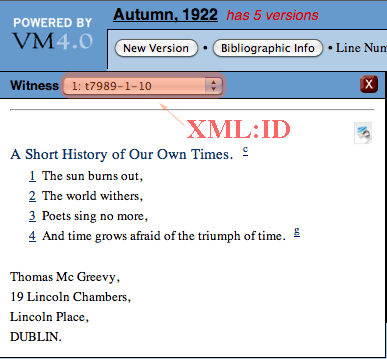 POWERED BY
VM4.0
Autumn, 1922 has 5 versions
New Version • Bibliographic Info • Line Num
Witness 1: t7989-1-10 X
XML:ID
A Short History of Our Own Times. c
1 The sun burns out,
2 The world withers,
3 Poets sing no more,
4 And time grows afraid of the triumph of time. g
Thomas Mc Greevy,
19 Lincoln Chambers,
Lincoln Place,
DUBLIN.